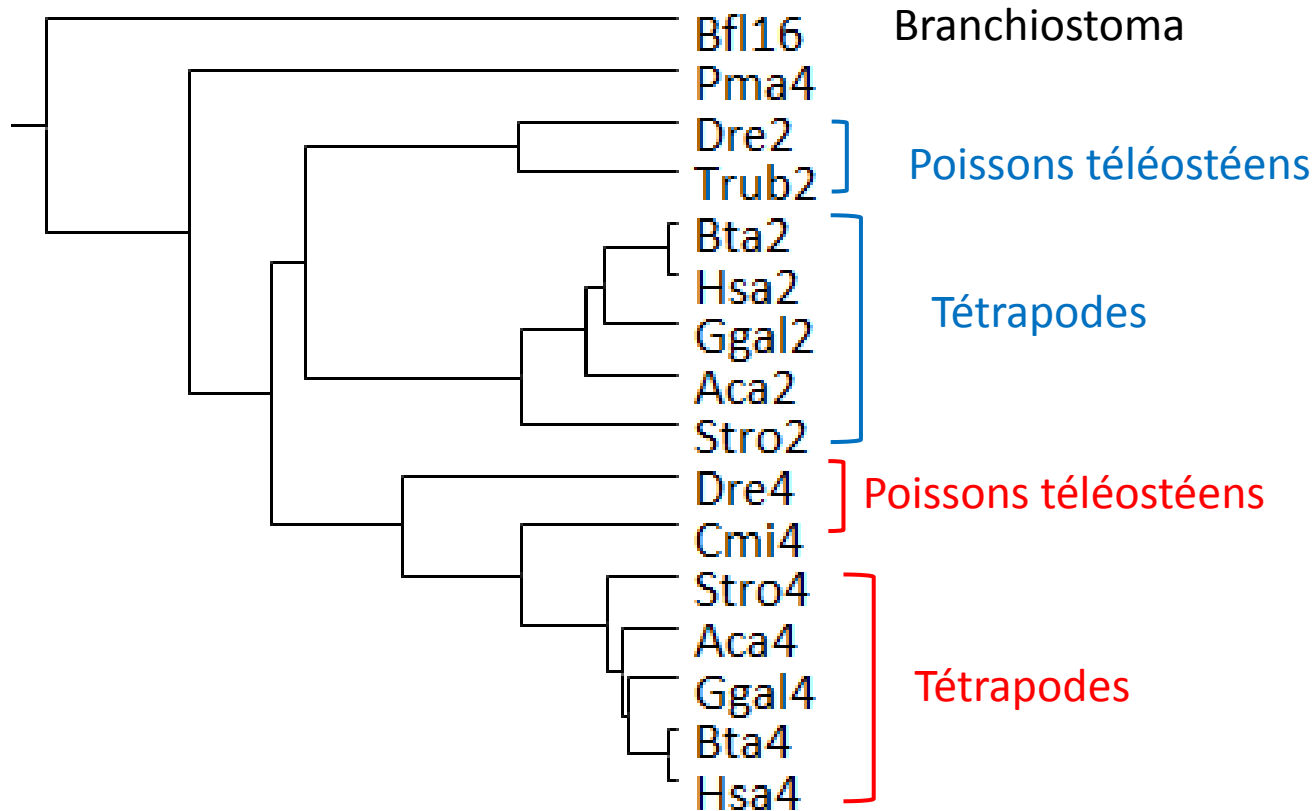 Bfl16 Branchiostoma
Pma4
Dre2
Poissons téléostéens
Trub2
Bta2
Hsa2
Tétrapodes
Ggal2
Aca2
Stro2
Dre4
Poissons téléostéens
Cmi4
Stro4
Aca4
Ggal4
Tétrapodes
Bta4
Hsa4